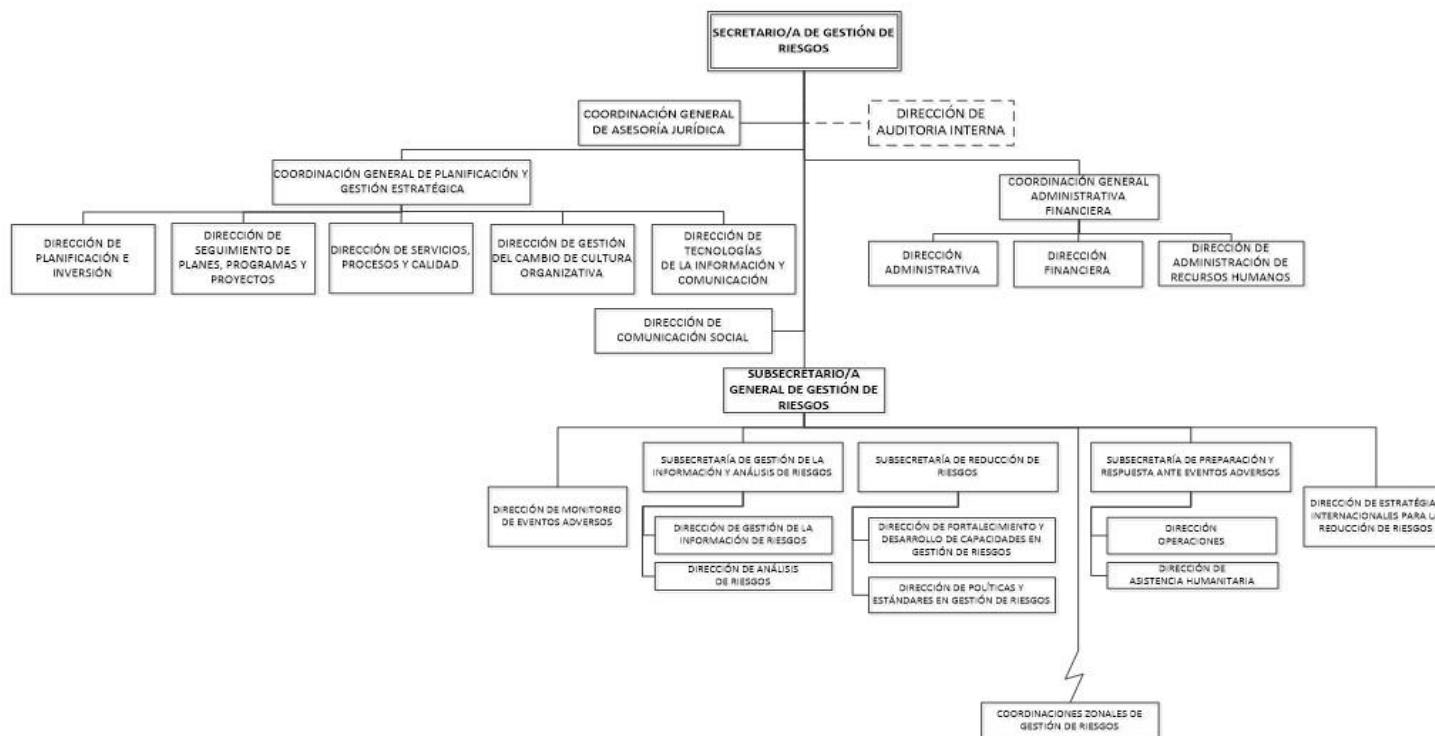 SECRETARIO/A DE GESTIÓN DE
RIESGOS
COORDINACIÓN GENERAL
DE ASESORÍA JURÍDICA
DIRECCIÓN DE
AUDITORIA INTERNA
COORDINACIÓN GENERAL DE PLANIFICACIÓN Y
GESTIÓN ESTRATÉGICA
COORDINACIÓN GENERAL
ADMINISTRATIVA
FINANCIERA
DIRECCIÓN DE
PLANIFICACIÓN E
INVERSIÓN
DIRECCIÓN DE
SEGUIMIENTO DE
PLANES, PROGRAMAS Y
PROYECTOS
DIRECCIÓN DE SERVICIOS,
PROCESOS Y CALIDAD
DIRECCIÓN DE GESTIÓN
DEL CAMBIO DE CULTURA
ORGANIZATIVA
DIRECCIÓN DE
TECNOLOGÍAS
DE LA INFORMACIÓN Y
COMUNICACIÓN
DIRECCIÓN
ADMINISTRATIVA
DIRECCIÓN
FINANCIERA
DIRECCIÓN DE
ADMINISTRACIÓN DE
RECURSOS HUMANOS
DIRECCIÓN DE
COMUNICACIÓN SOCIAL
SUBSECRETARIO/A
GENERAL DE GESTIÓN DE
RIESGOS
SUBSECRETARÍA DE GESTIÓN DE LA
INFORMACIÓN Y ANÁLISIS DE RIESGOS
SUBSECRETARÍA DE REDUCCIÓN DE
RIESGOS
SUBSECRETARÍA DE PREPARACIÓN Y
RESPUESTA ANTE EVENTOS ADVERSOS
DIRECCIÓN DE MONITOREO
DE EVENTOS ADVERSOS
DIRECCIÓN DE ESTRATÉGIA
INTERNACIONALES PARA L
REDUCCIÓN DE RIESGOS
DIRECCIÓN DE GESTIÓN DE LA
INFORMACIÓN DE RIESGOS
DIRECCIÓN DE FORTALECIMIENTO Y
DESARROLLO DE CAPACIDADES EN
GESTIÓN DE RIESGOS
DIRECCIÓN
OPERACIONES
DIRECCIÓN DE ANÁLISIS
DE RIESGOS
DIRECCIÓN DE POLÍTICAS Y
ESTÁNDARES EN GESTIÓN DE RIESGOS
DIRECCIÓN DE
ASISTENCIA HUMANITARIA
COORDINACIONES ZONALES DE
GESTIÓN DE RIESGOS